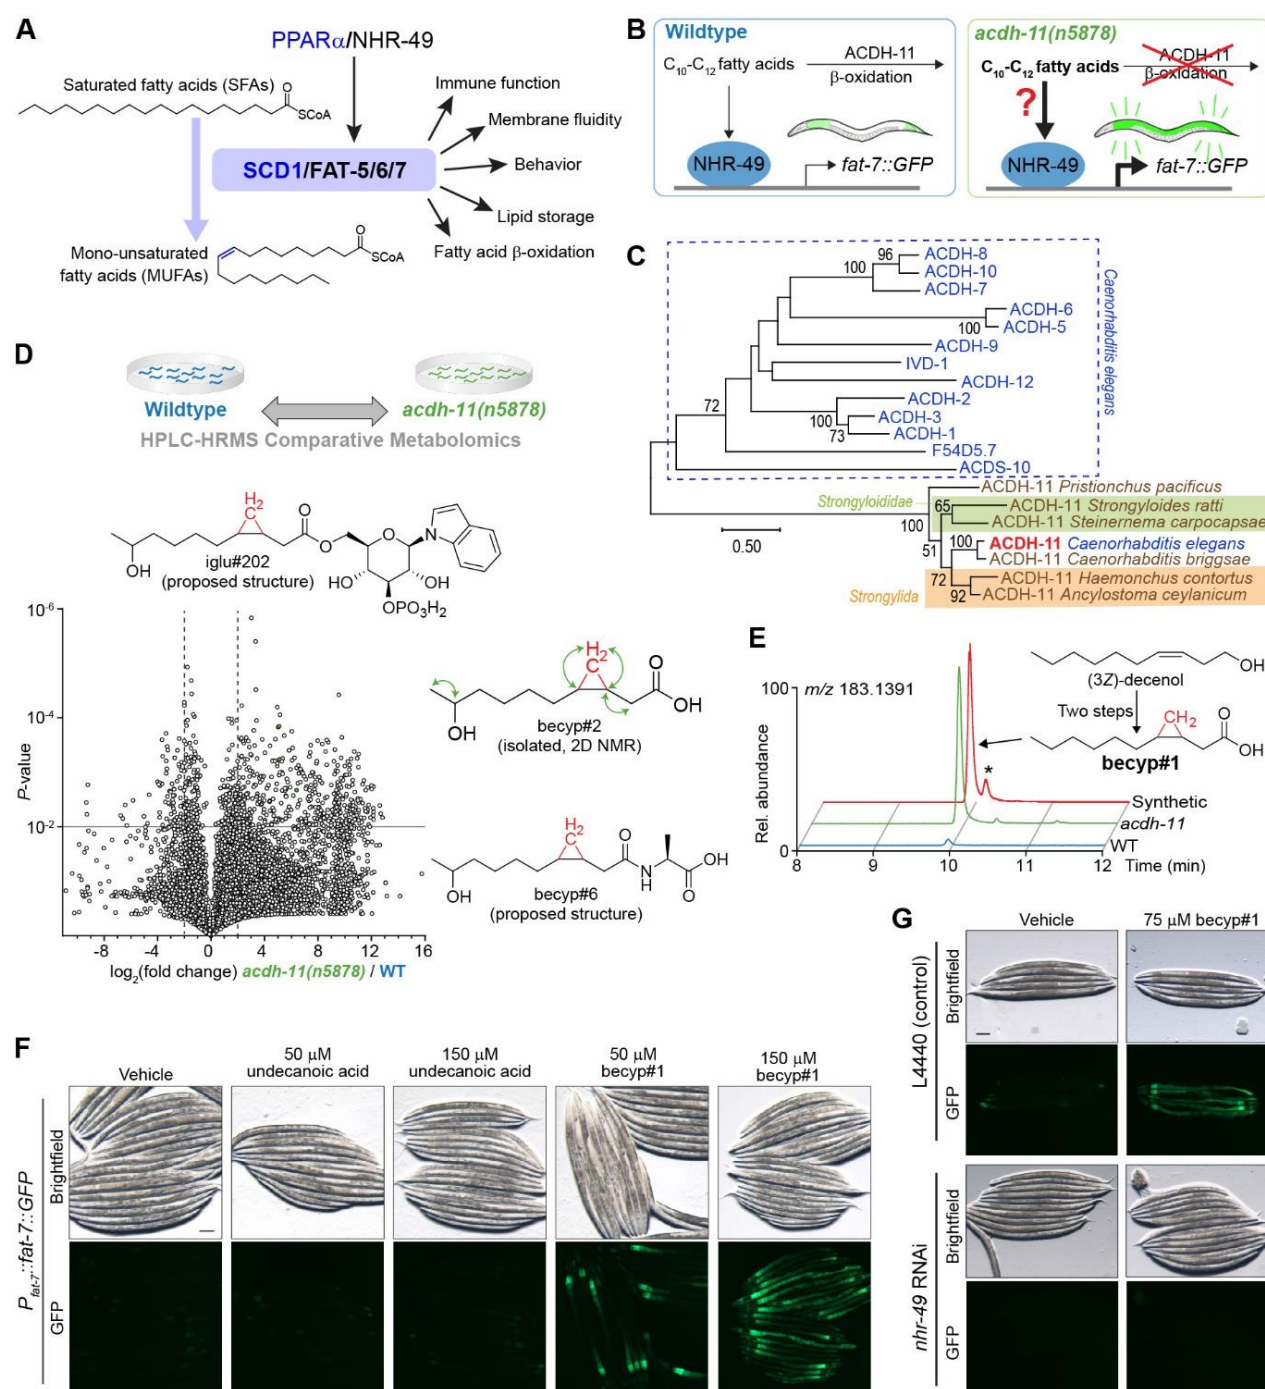 A
PPARα/NHR-49
Saturated fatty acids (SFAs)
O
SCoA
SCD1/FAT-5/6/7
Immune function
Membrane fluidity
Behavior
Lipid storage
Fatty acid β-oxidation
Mono-unsaturated
fatty acids (MUFAs)
O
SCoA
B
Wildtype
C10-C12 fatty acids
ACDH-11
β-oxidation
NHR-49
fat-7::GFP
acdh-11(n5878)
C10-C12 fatty acids
ACDH-11
β-oxidation
?
NHR-49
fat-7::GFP
C
Caenorhabditis elegans
96
ACDH-8
100
ACDH-10
ACDH-7
ACDH-6
100
ACDH-5
ACDH-9
IVD-1
ACDH-12
72
ACDH-2
100
ACDH-3
73
ACDH-1
F54D5.7
ACDS-10
ACDH-11 Pristionchus pacificus
Strongyloididae
65
ACDH-11 Strongyloides ratti
100
ACDH-11 Steinernema carpocapsae
0.50
51
100
ACDH-11 Caenorhabditis elegans
ACDH-11 Caenorhabditis briggsae
72
ACDH-11 Haemonchus contortus
Strongylida
92
ACDH-11 Ancylostoma ceylanicum
D
Wildtype
acdh-11(n5878)
HPLC-HRMS Comparative Metabolomics
H2
C
O
O
O
N
OH
HO
OH
OPO3H2
iglu#202
(proposed structure)
10-6
10-4
10-2
P-value
-8
-4
0
4
8
12
16
log2(fold change) acdh-11(n5878) / WT
H2
C
O
OH
OH
becyp#2
(isolated, 2D NMR)
H2
C
O
N
H
O
OH
OH
becyp#6
(proposed structure)
E
100
0
Rel. abundance
m/z 183.1391
OH
(3Z)-decenol
Two steps
CH2
O
OH
becyp#1
*
Synthetic
acdh-11
WT
8
9
10
11
12
Time (min)
F
Vehicle
50 μM
undecanoic acid
150 μM
undecanoic acid
50 μM
becyp#1
150 μM
becyp#1
Pfat-7::fat-7::GFP
Brightfield
GFP
G
Vehicle
75 μM becyp#1
L4440 (control)
Brightfield
GFP
nhr-49 RNAi
Brightfield
GFP